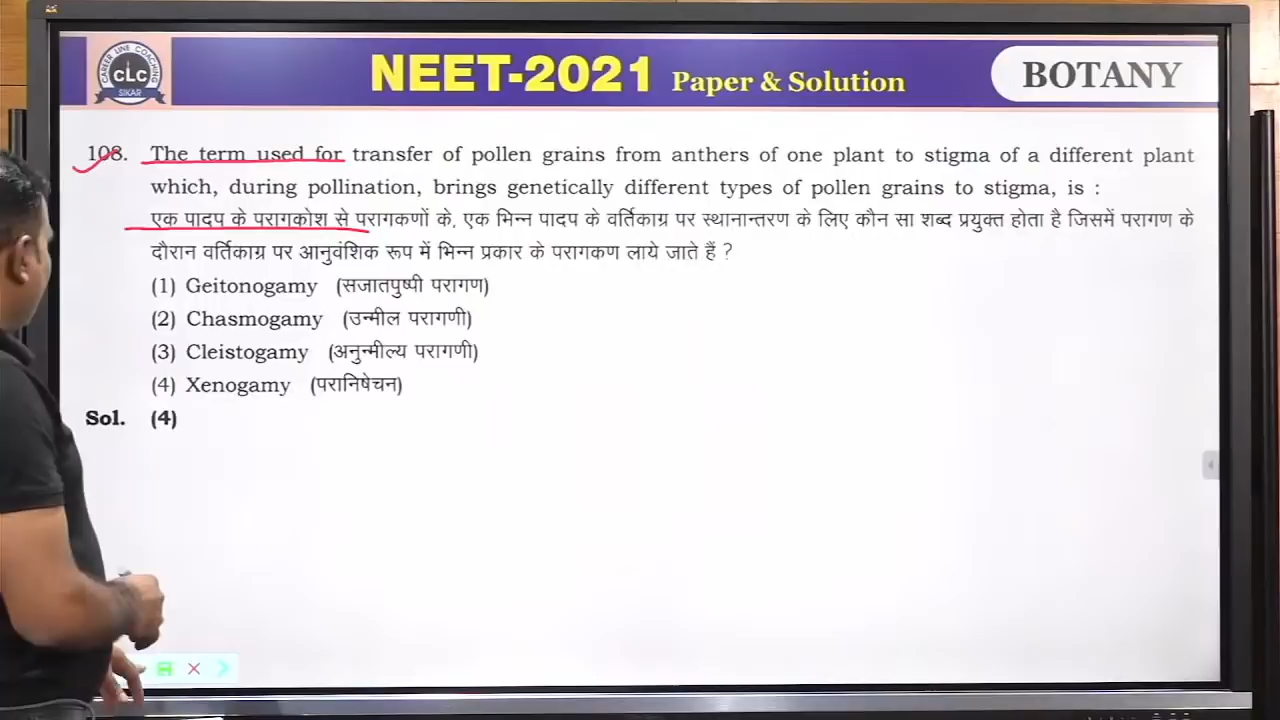 CAREER LINE COACHING
CLC
SIKAR
NEET-2021 Paper & Solution
BOTANY
108. The term used for transfer of pollen grains from anthers of one plant to stigma of a different plant
which, during pollination, brings genetically different types of pollen grains to stigma, is :
एक पादप के परागकोश से परागकणों के, एक भिन्न पादप के वर्तिकाग्र पर स्थानान्तरण के लिए कौन सा शब्द प्रयुक्त होता है जिसमें परागण के
दौरान वर्तिकाग्र पर आनुवंशिक रूप में भिन्न प्रकार के परागकण लाये जाते हैं ?
(1) Geitonogamy (सजातपुष्पी परागण)
(2) Chasmogamy (उन्मील परागणी)
(3) Cleistogamy (अनुन्मील्य परागणी)
(4) Xenogamy (परानिषेचन)
Sol. (4)